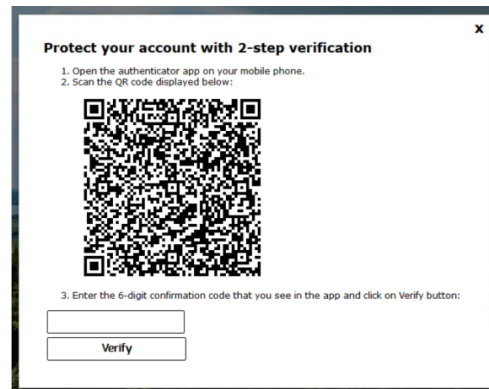 x
Protect your account with 2-step verification
1. Open the authenticator app on your mobile phone.
2. Scan the QR code displayed below:
3. Enter the 6-digit confirmation code that you see in the app and click on Verify button:
Verify